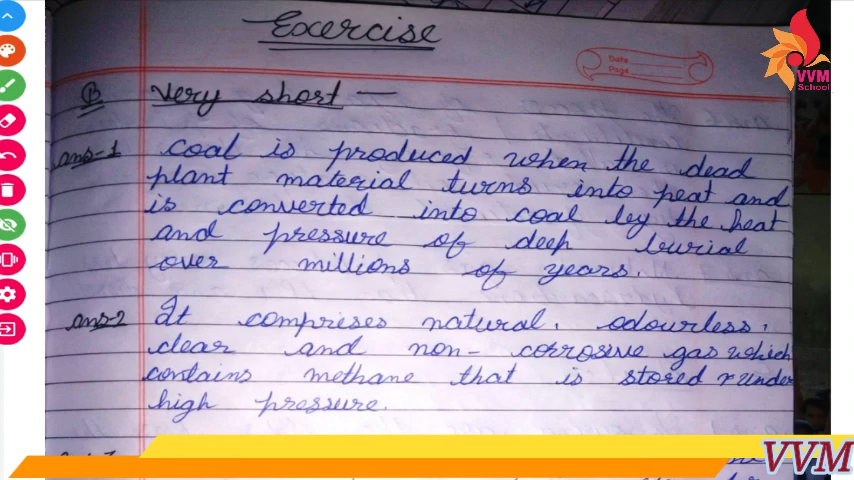 Excercise
Date
Page
VVM
School
B Very short —
ans-1 coal is produced when the dead
plant material turns into peat and
is converted into coal by the heat
and pressure of deep burial
over millions of years.
ans-2 It comprises natural, odourless,
clear and non- corrosive gas which
contains methane that is stored under
high pressure.
VVM